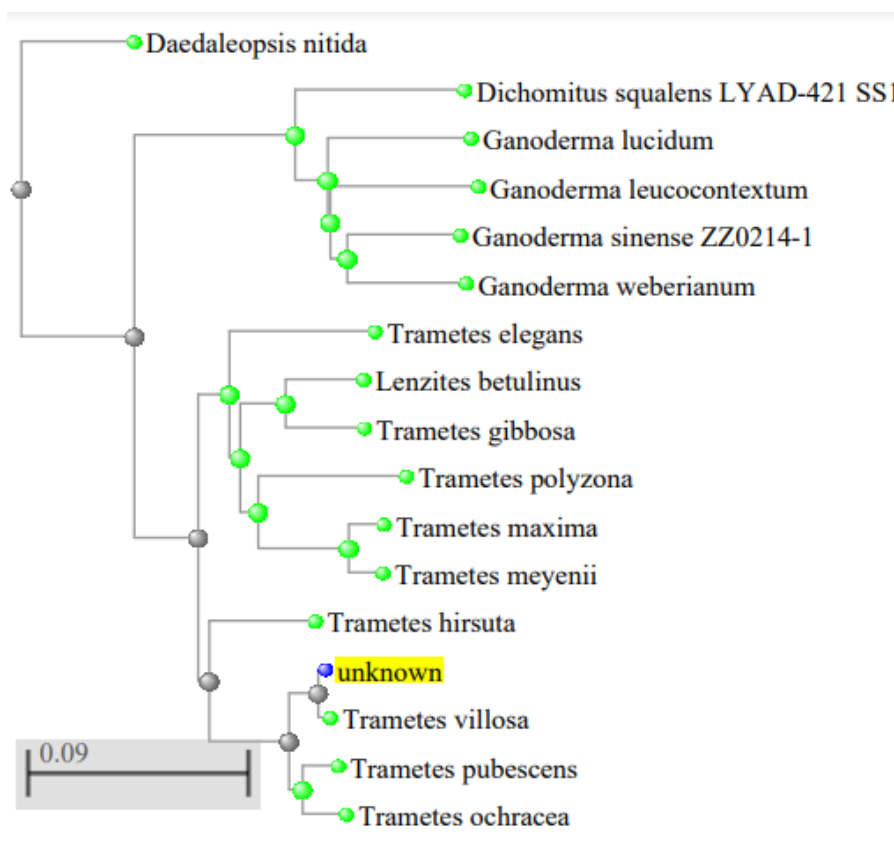 Daedaleopsis nitida
Dichomitus squalens LYAD-421 SS1
Ganoderma lucidum
Ganoderma leucocontextum
Ganoderma sinense ZZ0214-1
Ganoderma weberianum
Trametes elegans
Lenzites betulinus
Trametes gibbosa
Trametes polyzona
Trametes maxima
Trametes meyenii
Trametes hirsuta
unknown
Trametes villosa
0.09
Trametes pubescens
Trametes ochracea